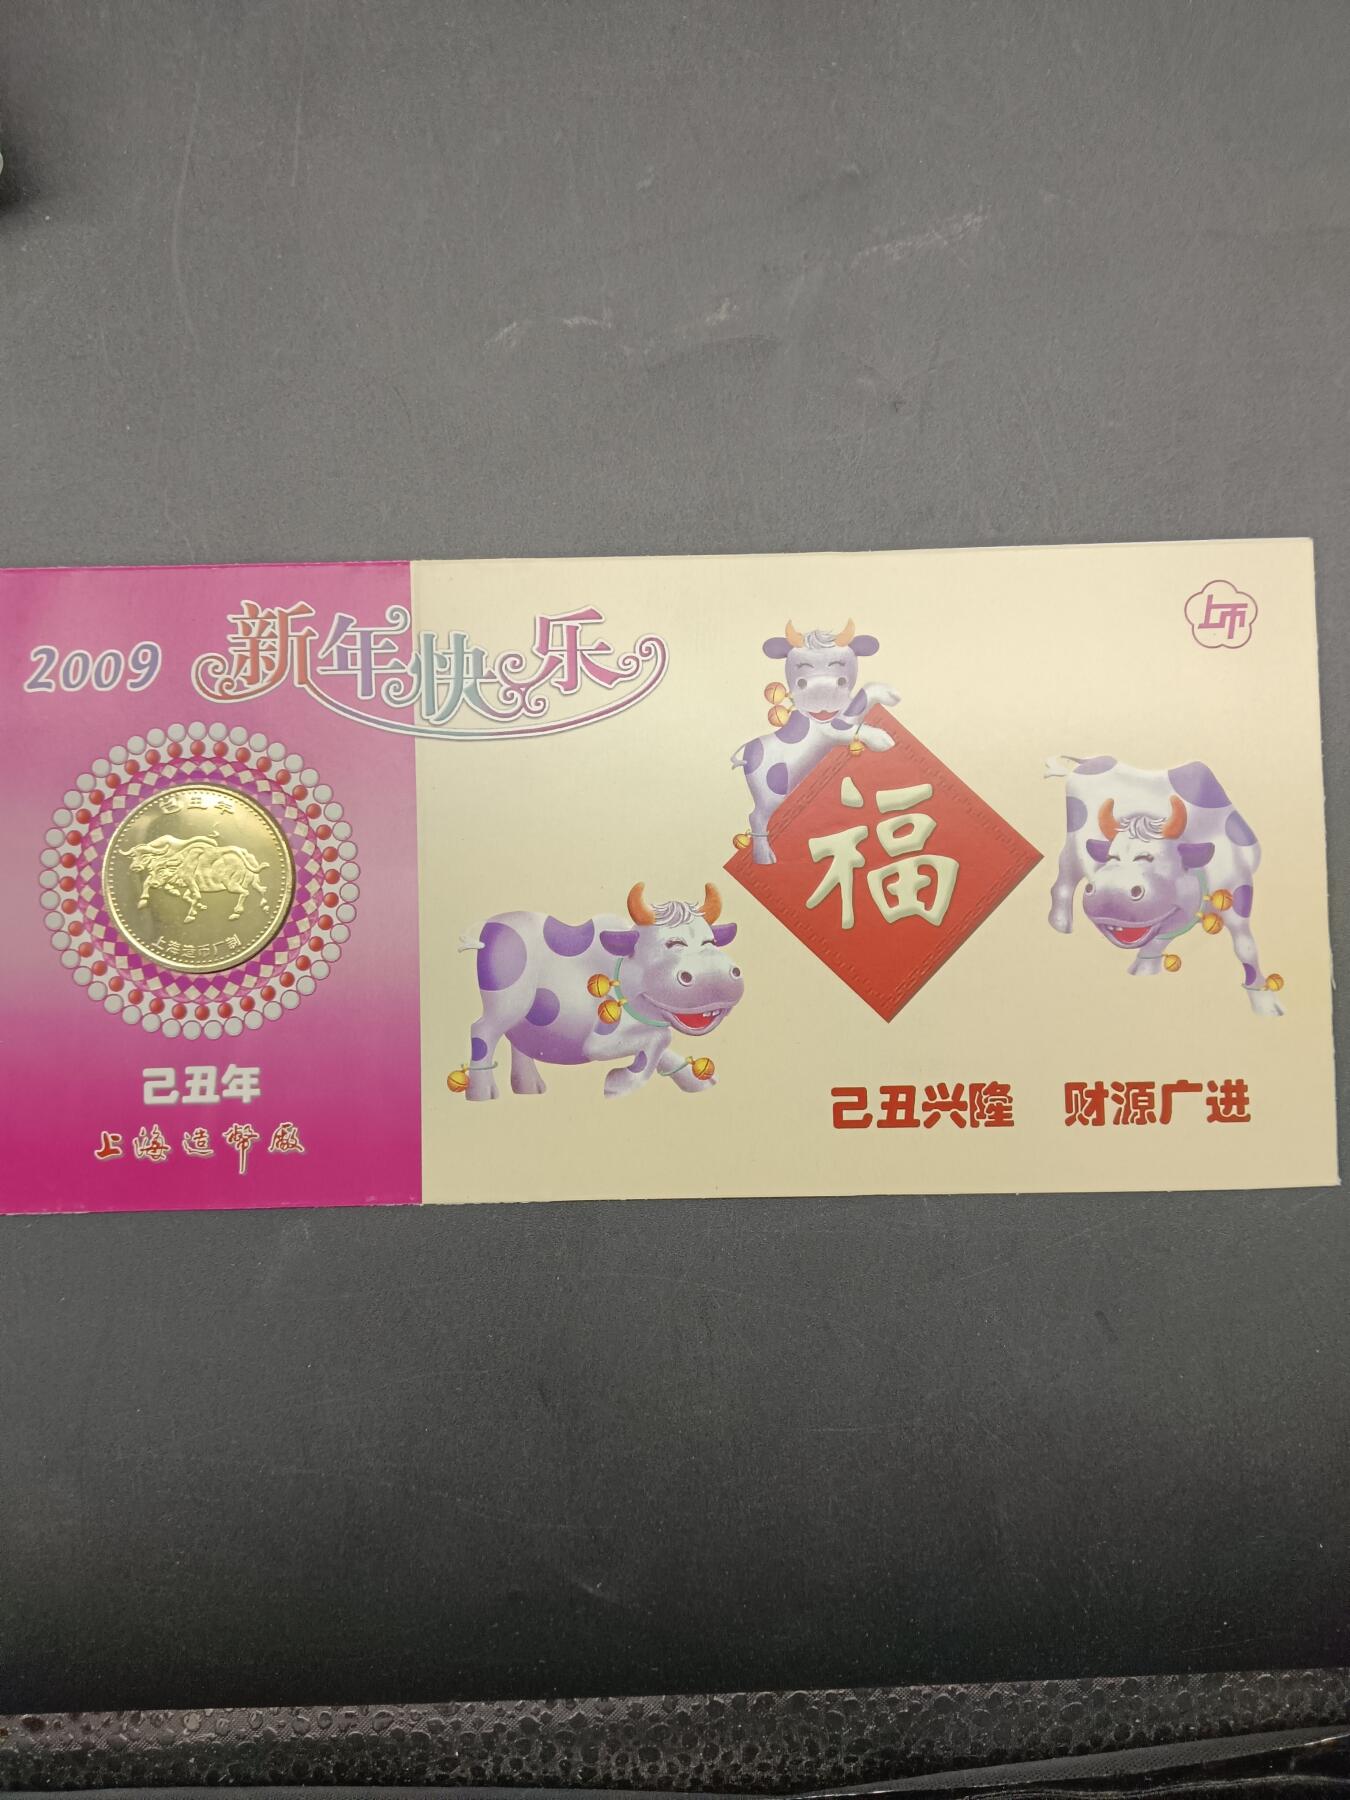 2009 新年快乐
上币
己丑年
上海造币厂制
福
己丑年
上海造幣廠
己丑兴隆 财源广进